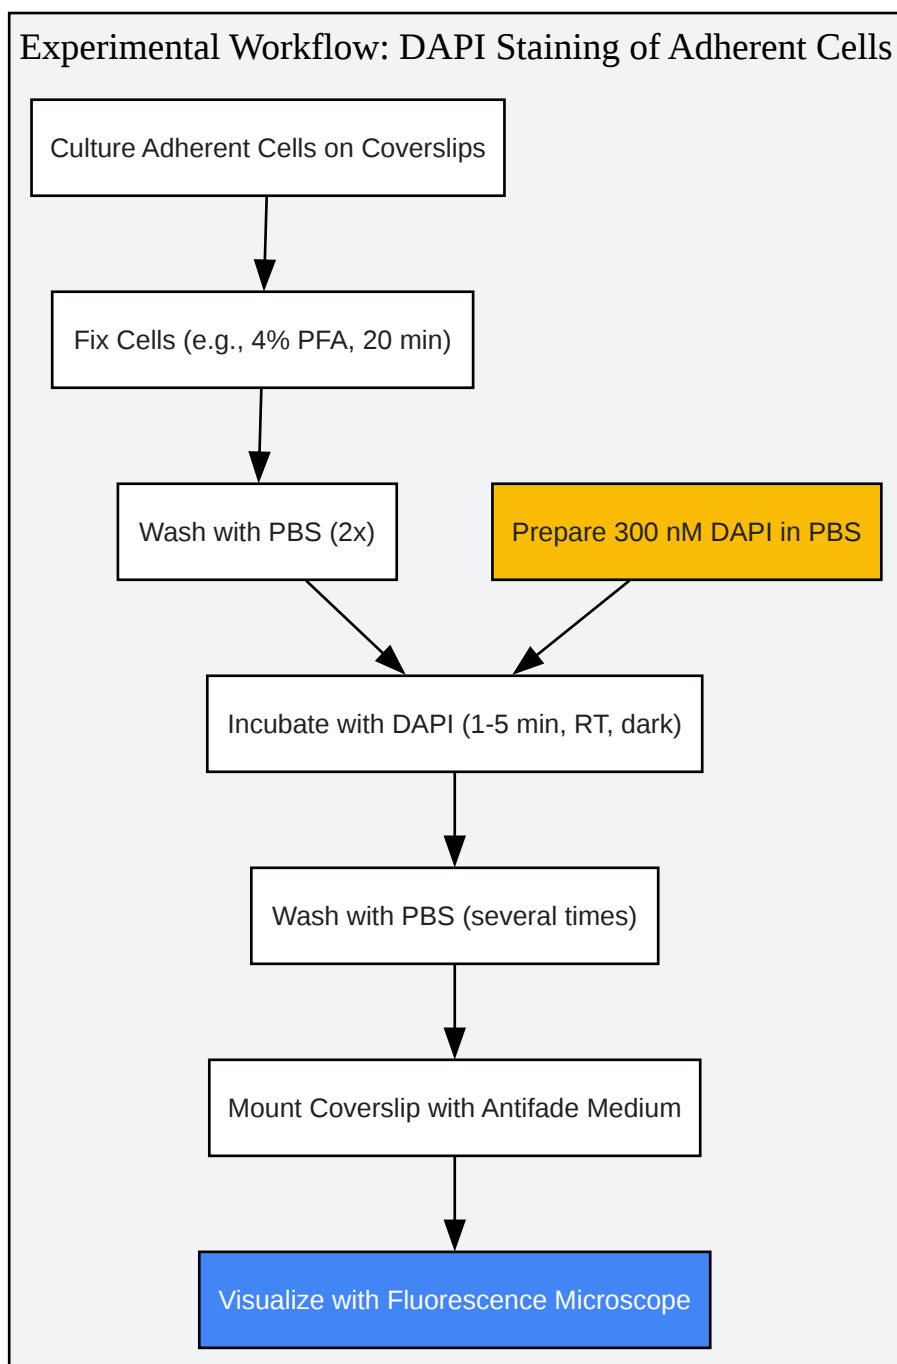 Experimental Workflow: DAPI Staining of Adherent Cells
Culture Adherent Cells on Coverslips
Fix Cells (e.g., 4% PFA, 20 min)
Wash with PBS (2x)
Prepare 300 nM DAPI in PBS
Incubate with DAPI (1-5 min, RT, dark)
Wash with PBS (several times)
Mount Coverslip with Antifade Medium
Visualize with Fluorescence Microscope